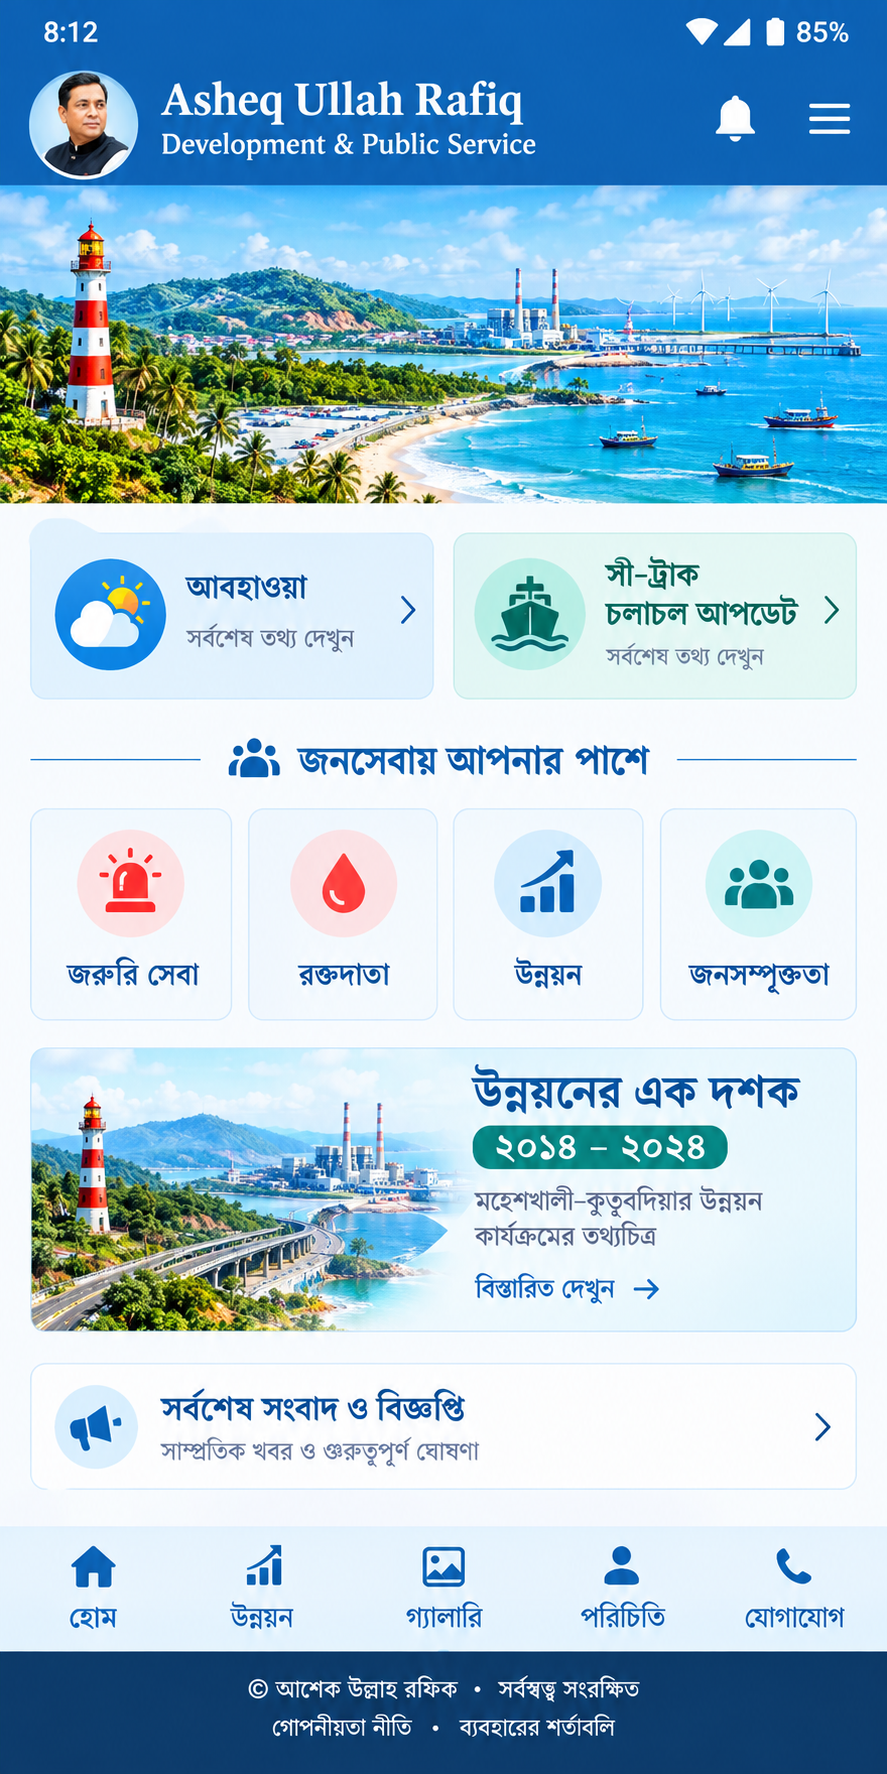 8:12 85%
Asheq Ullah Rafiq
Development & Public Service
আবহাওয়া
সর্বশেষ তথ্য দেখুন
সী-ট্রাক
চলাচল আপডেট
সর্বশেষ তথ্য দেখুন
জনসেবায় আপনার পাশে
জরুরি সেবা
রক্তদাতা
উন্নয়ন
জনসম্পৃক্ততা
উন্নয়নের এক দশক
২০১৪ – ২০২৪
মহেশখালী-কুতুবদিয়ার উন্নয়ন
কার্যক্রমের তথ্যচিত্র
বিস্তারিত দেখুন →
সর্বশেষ সংবাদ ও বিজ্ঞপ্তি
সাম্প্রতিক খবর ও গুরুত্বপূর্ণ ঘোষণা
হোম
উন্নয়ন
গ্যালারি
পরিচিতি
যোগাযোগ
© আশেক উল্লাহ রফিক • সর্বস্বত্ব সংরক্ষিত
গোপনীয়তা নীতি • ব্যবহারের শর্তাবলি